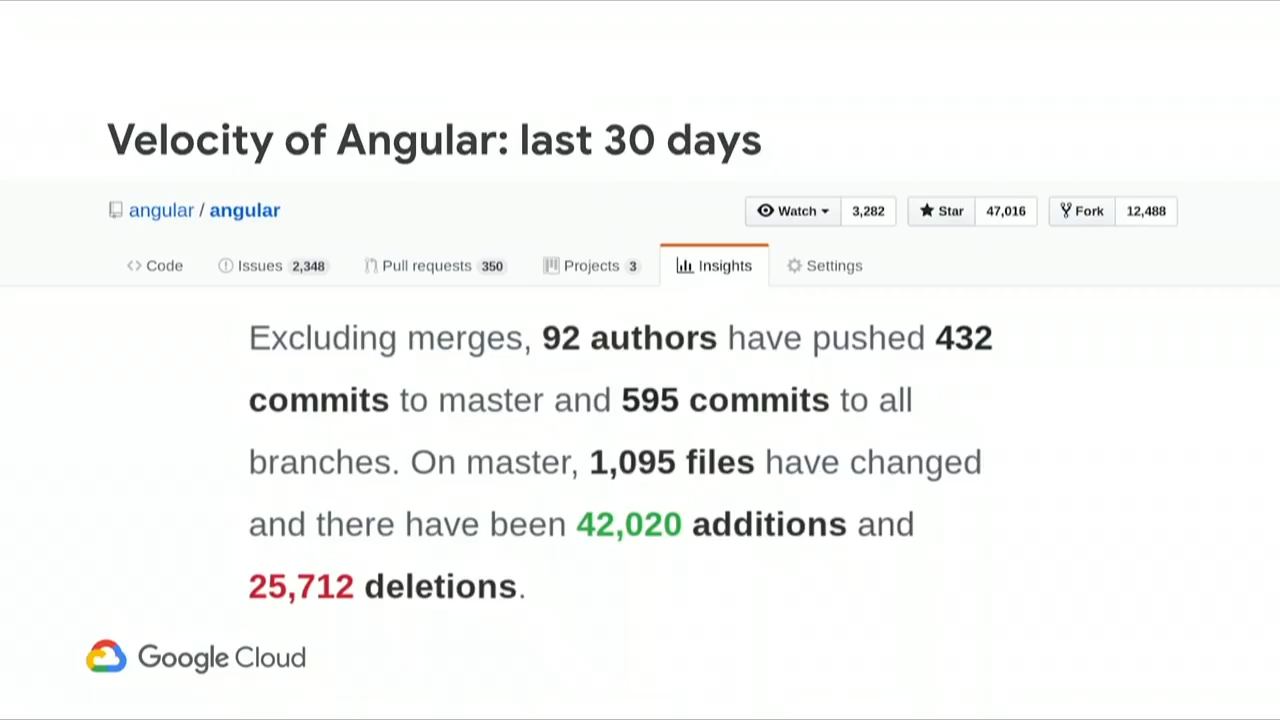 Velocity of Angular: last 30 days
angular / angular Watch 3,282 Star 47,016 Fork 12,488
Code Issues 2,348 Pull requests 350 Projects 3 Insights Settings
Excluding merges, 92 authors have pushed 432
commits to master and 595 commits to all
branches. On master, 1,095 files have changed
and there have been 42,020 additions and
25,712 deletions.
Google Cloud